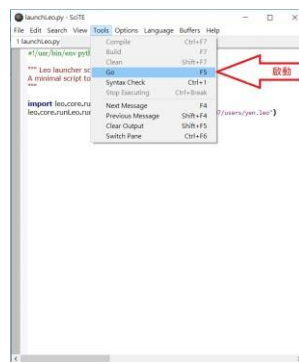 launchLeo.py - SciTE
File Edit Search View Tools Options Language Buffers Help
1 launchLeo.py
Compile Ctrl+F7
#!/usr/bin/env pyth
Build F7
Clean Shift+F7
""" Leo launcher sc
Go F5
啟動
A minimal script to
Syntax Check Ctrl+1
"""
Stop Executing Ctrl+Break
import leo.core.ru
Next Message F4
leo.core.runLeo.ru
Previous Message Shift+F4
7/users/yen.leo")
Clear Output Shift+F5
Switch Pane Ctrl+F6